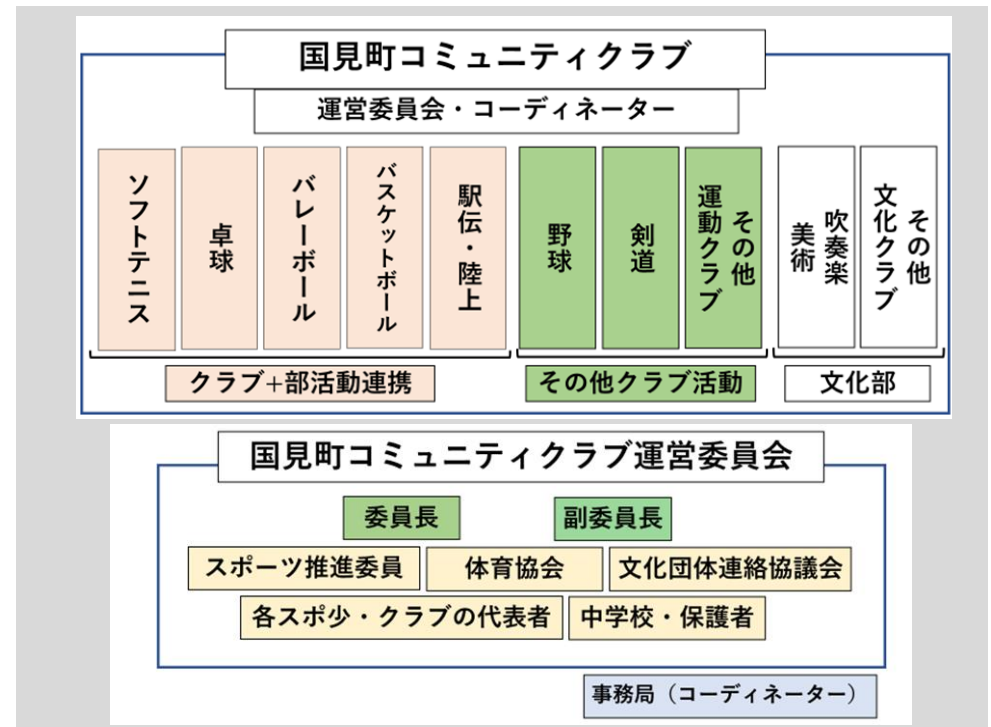 国見町コミュニティクラブ
運営委員会・コーディネーター
ソフトテニス
卓球
バレーボール
バスケットボール
駅伝・陸上
野球
剣道
その他
運動クラブ
吹奏楽
美術
その他
文化クラブ
クラブ+部活動連携
その他クラブ活動
文化部
国見町コミュニティクラブ運営委員会
委員長
副委員長
スポーツ推進委員
体育協会
文化団体連絡協議会
各スポ少・クラブの代表者
中学校・保護者
事務局（コーディネーター）